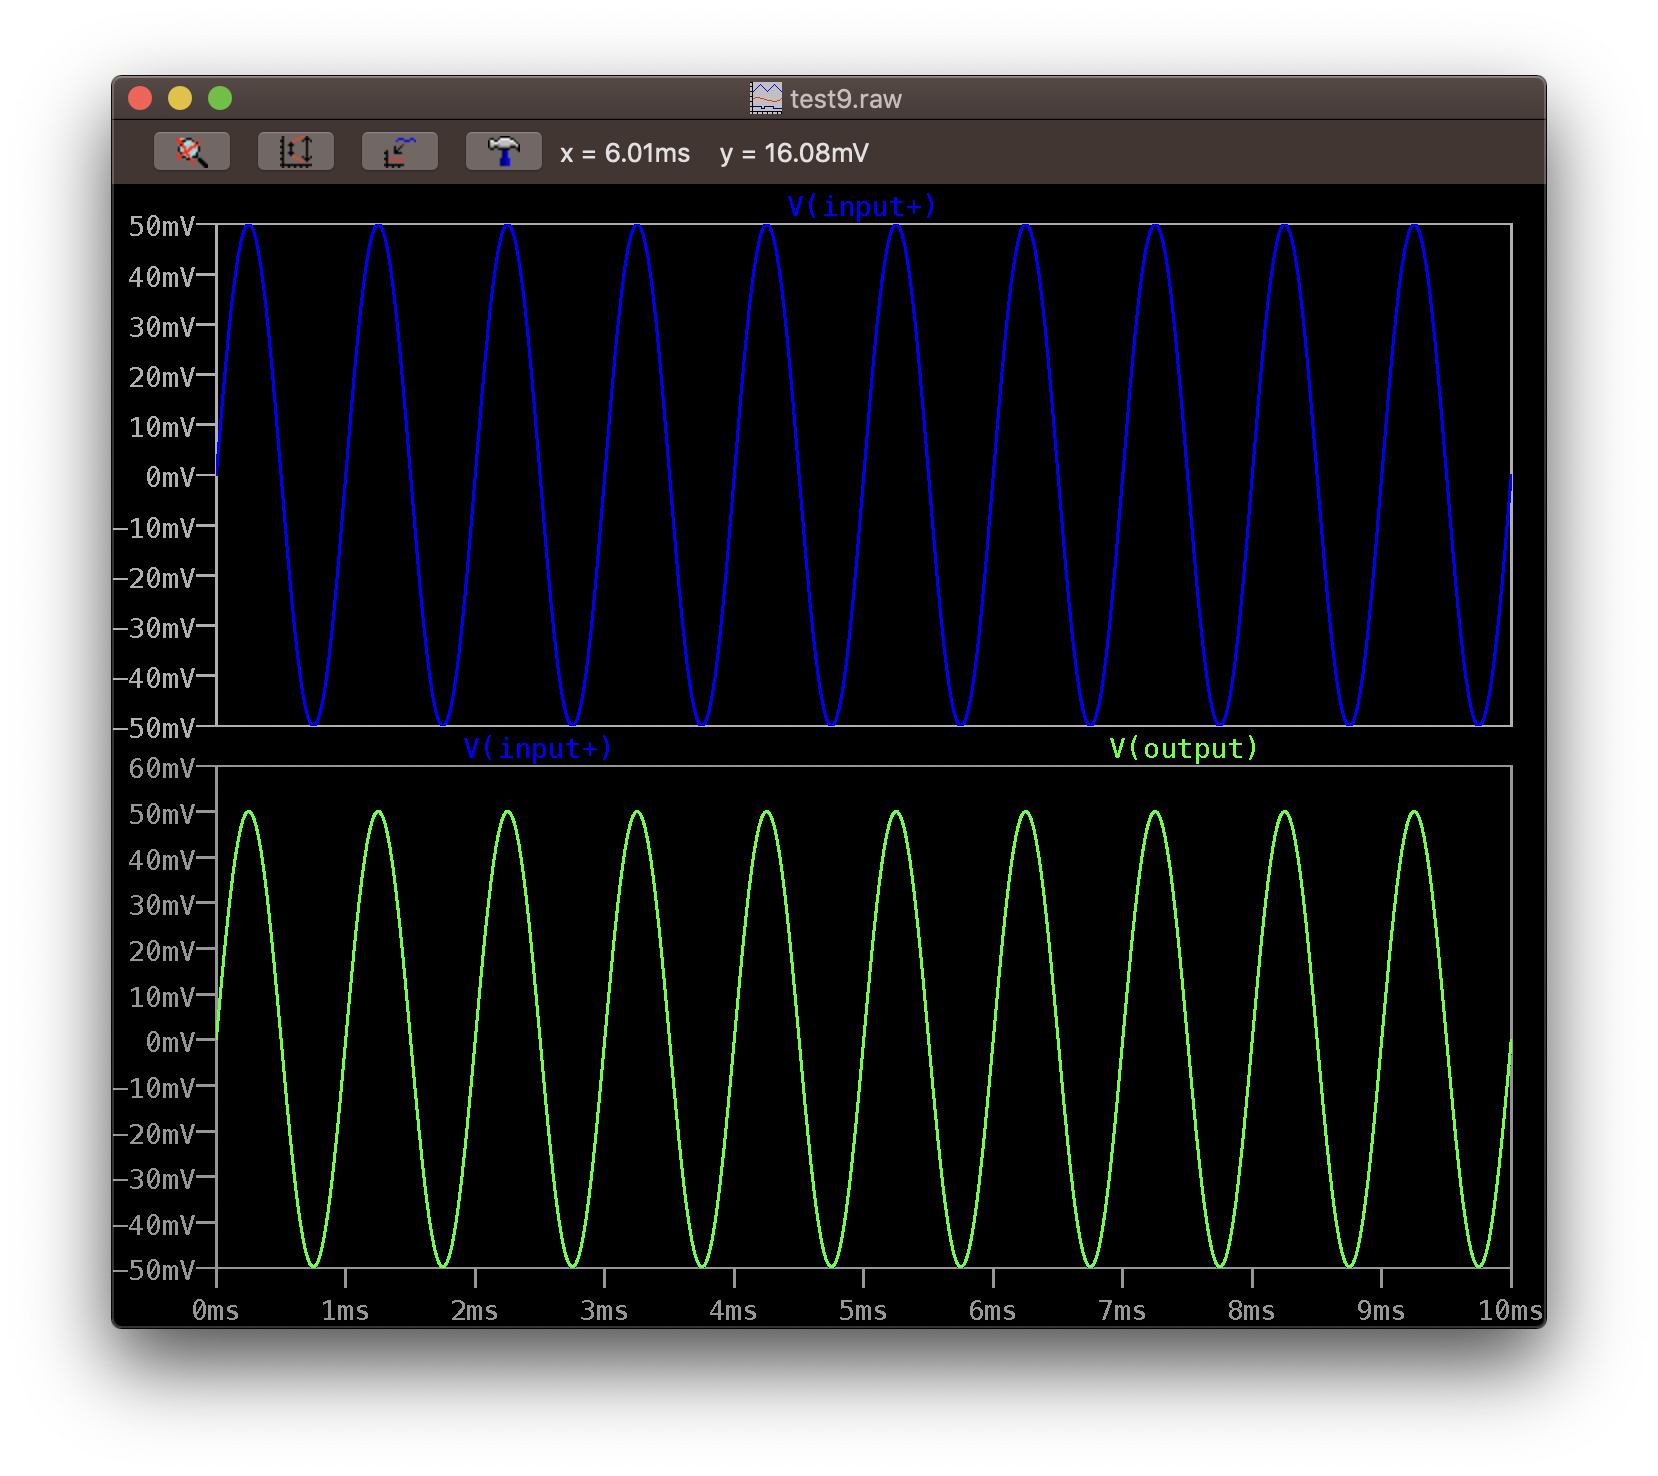 test9.raw
x = 6.01ms y = 16.08mV
V(input+)
50mV
40mV
30mV
20mV
10mV
0mV
-10mV
-20mV
-30mV
-40mV
-50mV
V(input+) V(output)
60mV
50mV
40mV
30mV
20mV
10mV
0mV
-10mV
-20mV
-30mV
-40mV
-50mV
0ms 1ms 2ms 3ms 4ms 5ms 6ms 7ms 8ms 9ms 10ms